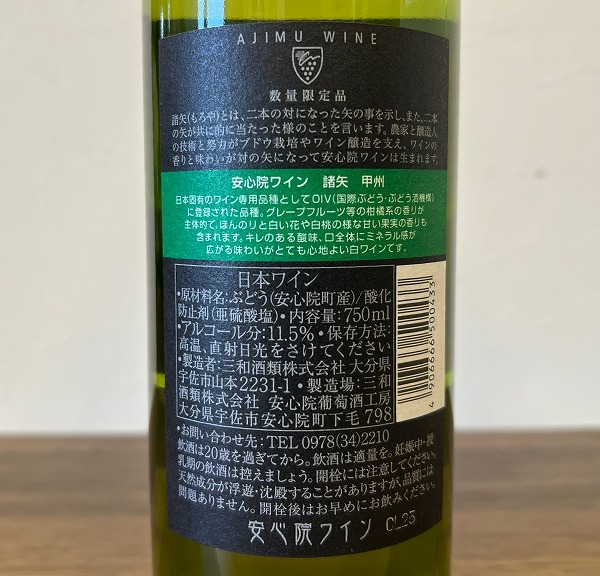 AJIMU WINE
数量限定品
諸矢(もろや)とは、二本の対になった矢の事を示し、また、二本
の矢が共に的に当たった様のことを言います。農家と醸造人
の技術と努力がブドウ栽培やワイン醸造を支え、ワインの
香りと味わいが対の矢になって安心院ワインは生まれます。
安心院ワイン 諸矢 甲州
日本固有のワイン専用品種としてOIV(国際ぶどう・ぶどう酒機構)
に登録された品種。グレープフルーツ等の柑橘系の香りが
主体的で、ほんのりと白い花や白桃の様な甘い果実の香りも
含まれます。キレのある酸味、口全体にミネラル感が
広がる味わいがとても心地よい白ワインです。
日本ワイン
・原材料名:ぶどう(安心院町産)/酸化
防止剤(亜硫酸塩)・内容量:750ml
・アルコール分:11.5%・保存方法:
高温、直射日光をさけてください
・製造者:三和酒類株式会社 大分県
宇佐市山本2231-1・製造場:三和
酒類株式会社 安心院葡萄酒工房
大分県宇佐市安心院町下毛 798
4 906666 500433
・お問い合わせ先:TEL 0978(34)2210
飲酒は20歳を過ぎてから。飲酒は適量を。妊娠中・授
乳期の飲酒は控えましょう。開栓には注意してください。
天然成分が浮遊・沈殿することがありますが、品質には
問題ありません。開栓後はお早めにお飲みください。
安心院ワイン CL23